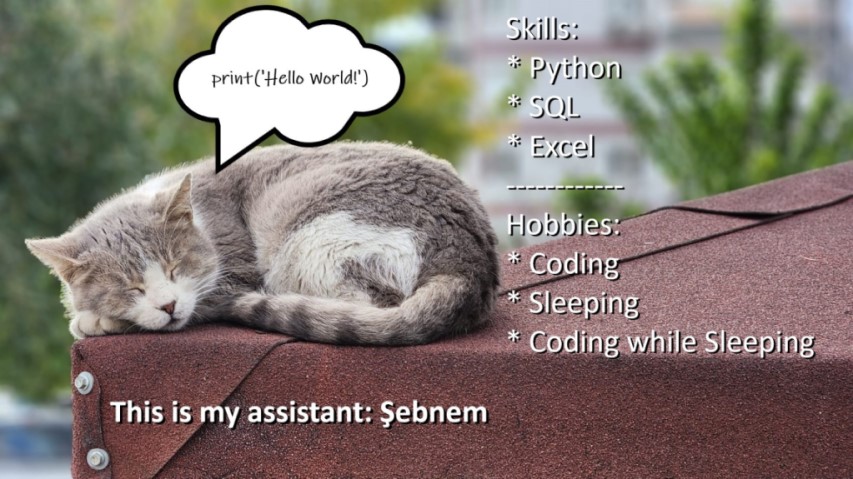 print('Hello World!')
Skills:
* Python
* SQL
* Excel
------------
Hobbies:
* Coding
* Sleeping
* Coding while Sleeping
This is my assistant: Şebnem